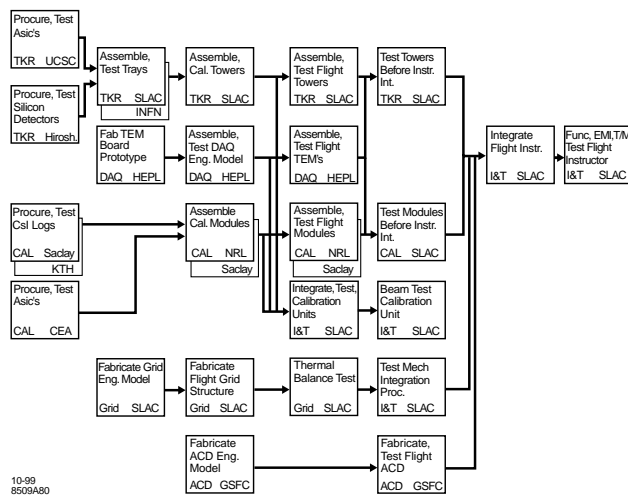 Procure, Test
Asic's
TKR UCSC
Procure, Test
Silicon
Detectors
TKR Hirosh.
Assemble,
Test Trays
TKR SLAC
INFN
Assemble,
Cal. Towers
TKR SLAC
Assemble,
Test Flight
Towers
TKR SLAC
Test Towers
Before Instr.
Int.
TKR SLAC
Fab TEM
Board
Prototype
DAQ HEPL
Assemble,
Test DAQ
Eng. Model
DAQ HEPL
Assemble,
Test Flight
TEM's
DAQ HEPL
Integrate
Flight Instr.
I&T SLAC
Func, EMI,T/M
Test Flight
Instructor
I&T SLAC
Procure, Test
CsI Logs
CAL Saclay
KTH
Assemble
Cal. Modules
CAL NRL
Saclay
Assemble,
Test Flight
Modules
CAL NRL
Saclay
Test Modules
Before Instr.
Int.
CAL SLAC
Procure, Test
Asic's
CAL CEA
Integrate, Test,
Calibration
Units
I&T SLAC
Beam Test
Calibration
Unit
I&T SLAC
Fabricate Grid
Eng. Model
Grid SLAC
Fabricate
Flight Grid
Structure
Grid SLAC
Thermal
Balance Test
Grid SLAC
Test Mech
Integration
Proc.
I&T SLAC
Fabricate
ACD Eng.
Model
ACD GSFC
Fabricate,
Test Flight
ACD
ACD GSFC
10-99
8509A80